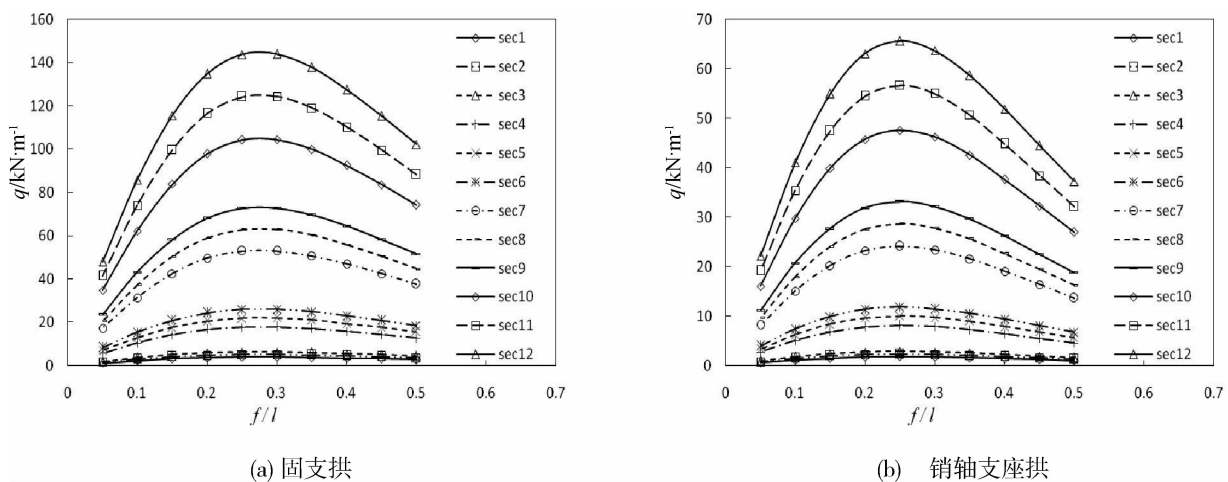 160
140
120
100
80
60
40
20
0
q/kN·m⁻¹
0
0.1
0.2
0.3
0.4
0.5
0.6
0.7
f/l
sec1
sec2
sec3
sec4
sec5
sec6
sec7
sec8
sec9
sec10
sec11
sec12
(a) 固支拱
70
60
50
40
30
20
10
0
q/kN·m⁻¹
0
0.1
0.2
0.3
0.4
0.5
0.6
0.7
f/l
sec1
sec2
sec3
sec4
sec5
sec6
sec7
sec8
sec9
sec10
sec11
sec12
(b) 销轴支座拱